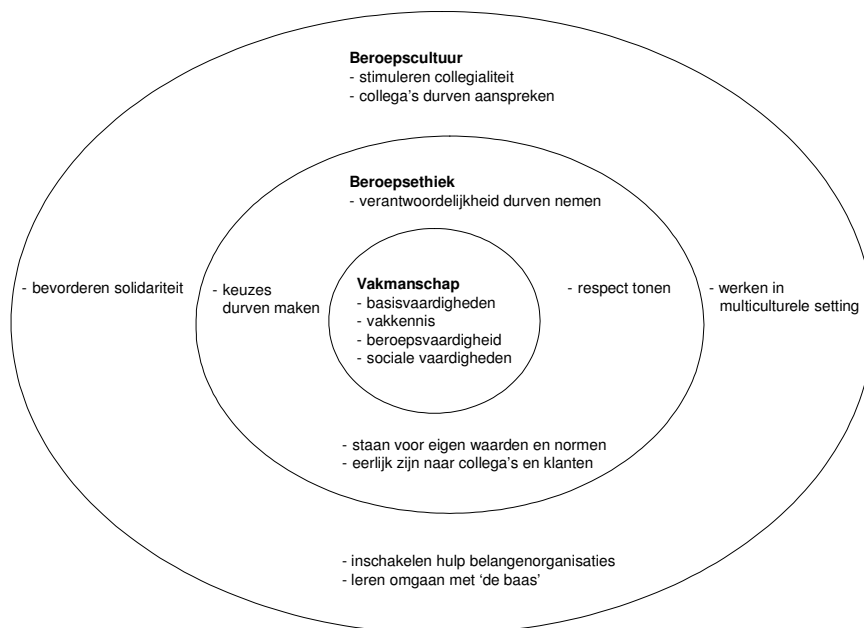 Beroepscultuur
- stimuleren collegialiteit
- collega's durven aanspreken
Beroepsethiek
- verantwoordelijkheid durven nemen
- bevorderen solidariteit
- keuzes
durven maken
Vakmanschap
- basisvaardigheden
- vakkennis
- beroepsvaardigheid
- sociale vaardigheden
- respect tonen
- werken in
multiculturele setting
- staan voor eigen waarden en normen
- eerlijk zijn naar collega's en klanten
- inschakelen hulp belangenorganisaties
- leren omgaan met 'de baas'